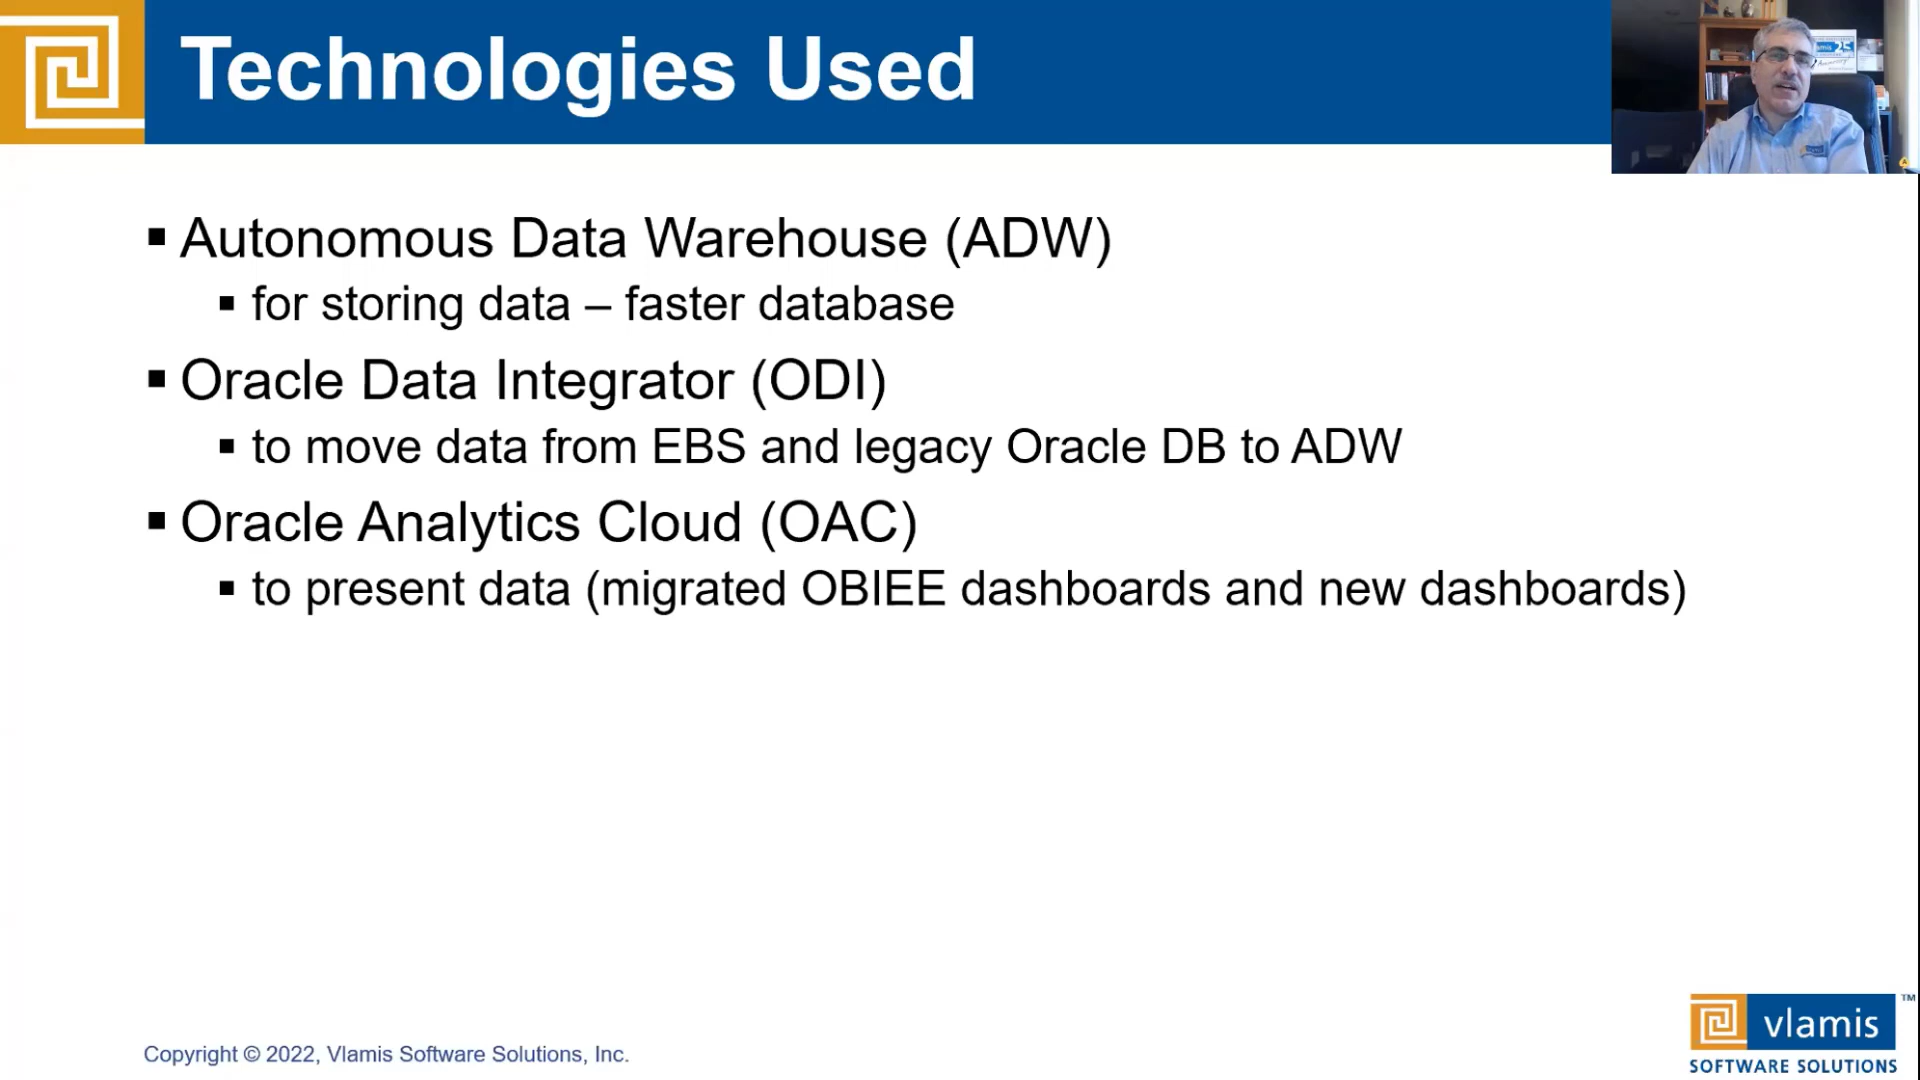 Technologies Used
▪ Autonomous Data Warehouse (ADW)
▪ for storing data – faster database
▪ Oracle Data Integrator (ODI)
▪ to move data from EBS and legacy Oracle DB to ADW
▪ Oracle Analytics Cloud (OAC)
▪ to present data (migrated OBIEE dashboards and new dashboards)
Copyright © 2022, Vlamis Software Solutions, Inc.
vlamis™
SOFTWARE SOLUTIONS